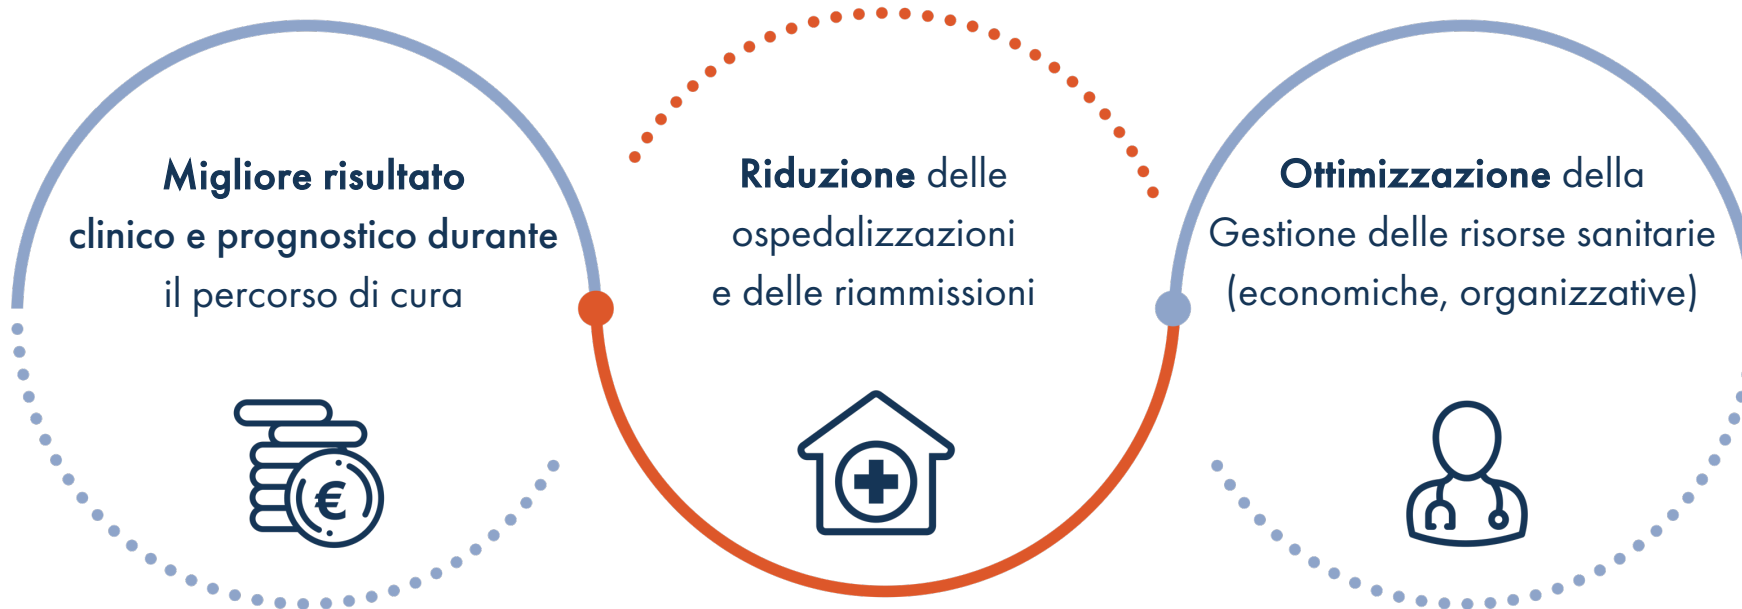 Migliore risultato
clinico e prognostico durante
il percorso di cura
Riduzione delle
ospedalizzazioni
e delle riammissioni
Ottimizzazione della
Gestione delle risorse sanitarie
(economiche, organizzative)
€